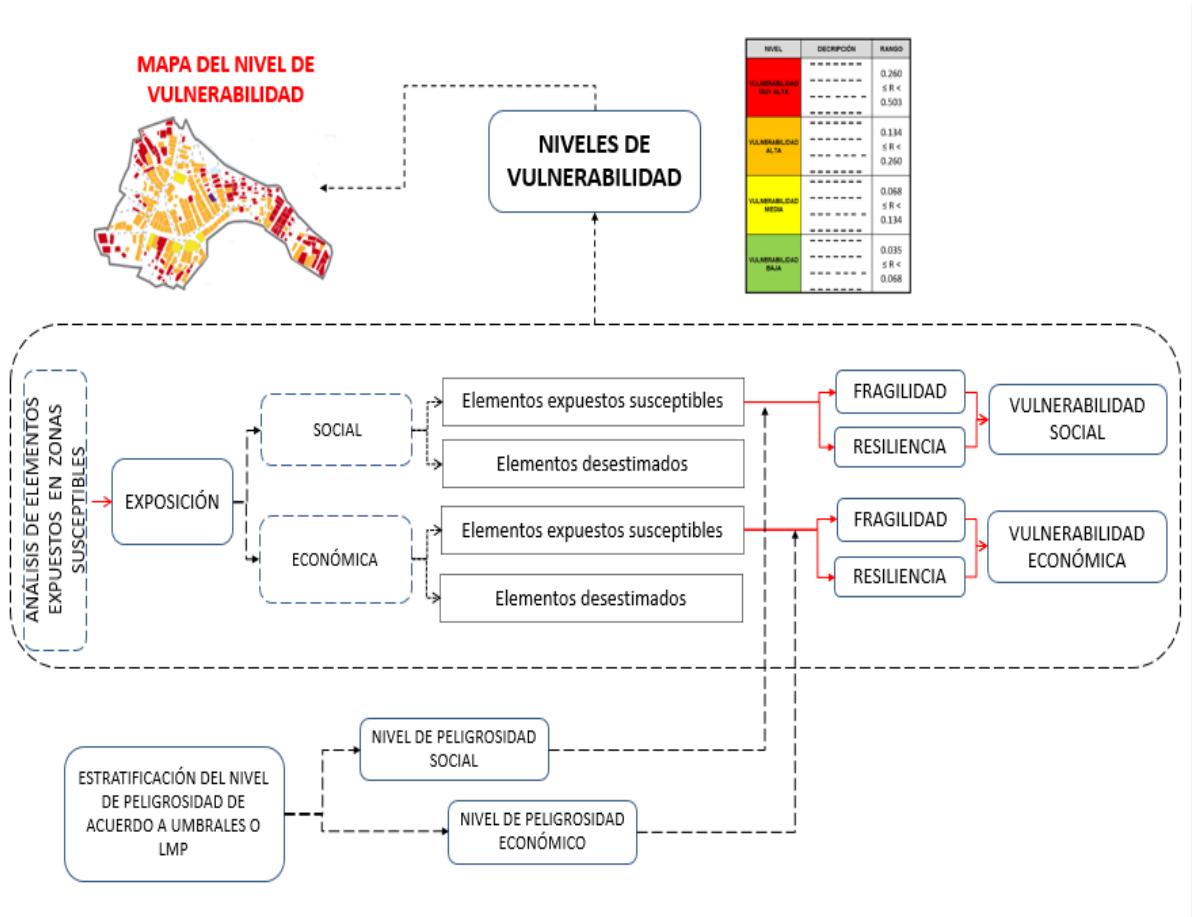 MAPA DEL NIVEL DE
VULNERABILIDAD
NIVELES DE
VULNERABILIDAD
NIVEL DECRIPCIÓN RANGO
VULNERABILIDAD
MUY ALTA
0.260
≤ R <
0.503
VULNERABILIDAD
ALTA
0.134
≤ R <
0.260
VULNERABILIDAD
MEDIA
0.068
≤ R <
0.134
VULNERABILIDAD
BAJA
0.035
≤ R <
0.068
ANÁLISIS DE ELEMENTOS
EXPUESTOS EN ZONAS
SUSCEPTIBLES
EXPOSICIÓN
SOCIAL
Elementos expuestos susceptibles
Elementos desestimados
FRAGILIDAD
RESILIENCIA
VULNERABILIDAD
SOCIAL
ECONÓMICA
Elementos expuestos susceptibles
Elementos desestimados
FRAGILIDAD
RESILIENCIA
VULNERABILIDAD
ECONÓMICA
ESTRATIFICACIÓN DEL NIVEL
DE PELIGROSIDAD DE
ACUERDO A UMBRALES O
LMP
NIVEL DE PELIGROSIDAD
SOCIAL
NIVEL DE PELIGROSIDAD
ECONÓMICO